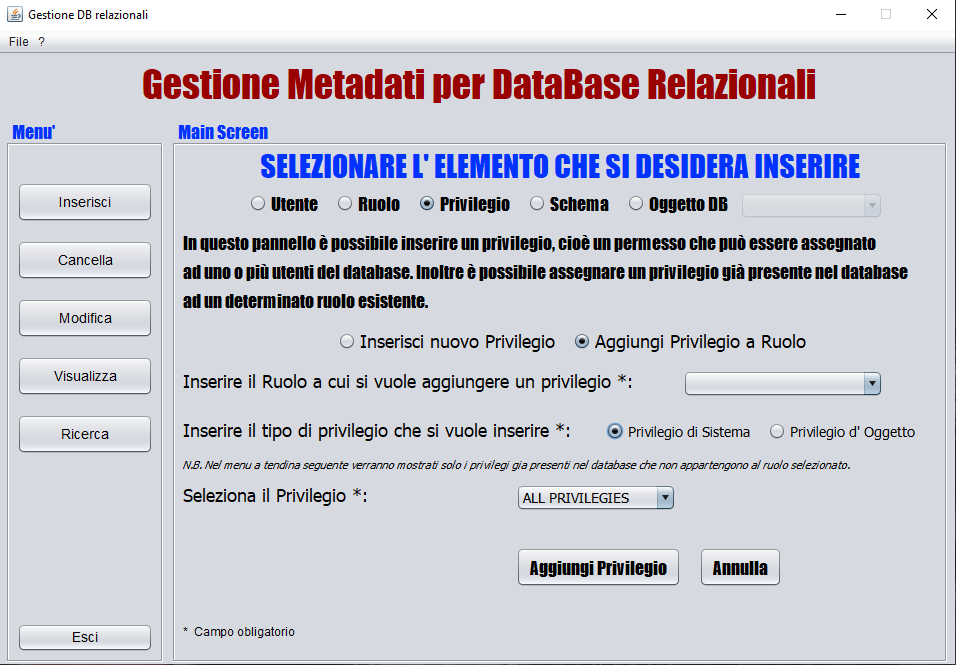 Gestione DB relazionali
File ?
Gestione Metadati per DataBase Relazionali
Menu'
Main Screen
Inserisci
Cancella
Modifica
Visualizza
Ricerca
Esci
SELEZIONARE L' ELEMENTO CHE SI DESIDERA INSERIRE
Utente Ruolo Privilegio Schema Oggetto DB
In questo pannello è possibile inserire un privilegio, cioè un permesso che può essere assegnato
ad uno o più utenti del database. Inoltre è possibile assegnare un privilegio già presente nel database
ad un determinato ruolo esistente.
Inserisci nuovo Privilegio Aggiungi Privilegio a Ruolo
Inserire il Ruolo a cui si vuole aggiungere un privilegio *:
Inserire il tipo di privilegio che si vuole inserire *: Privilegio di Sistema Privilegio d' Oggetto
N.B. Nel menu a tendina seguente verranno mostrati solo i privilegi gia presenti nel database che non appartengono al ruolo selezionato.
Seleziona il Privilegio *: ALL PRIVILEGIES
Aggiungi Privilegio Annulla
* Campo obligatorio